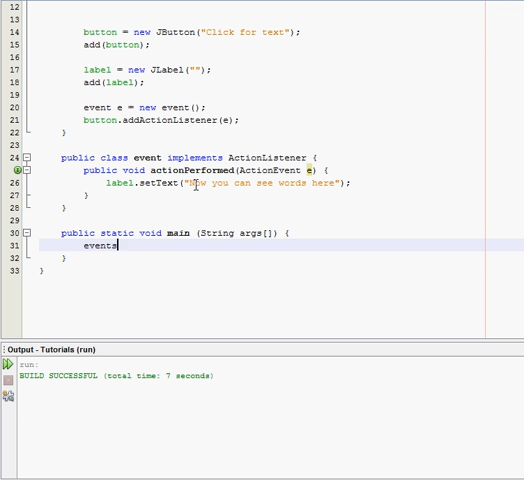 12
13
14 button = new JButton("Click for text");
15 add(button);
16
17 label = new JLabel("");
18 add(label);
19
20 event e = new event();
21 button.addActionListener(e);
22 }
23
24 public class event implements ActionListener {
public void actionPerformed(ActionEvent e) {
26 label.setText("Now you can see words here");
27 }
28 }
29
30 public static void main (String args[]) {
31 events
32 }
33 }
Output - Tutorials (run)
run:
BUILD SUCCESSFUL (total time: 7 seconds)